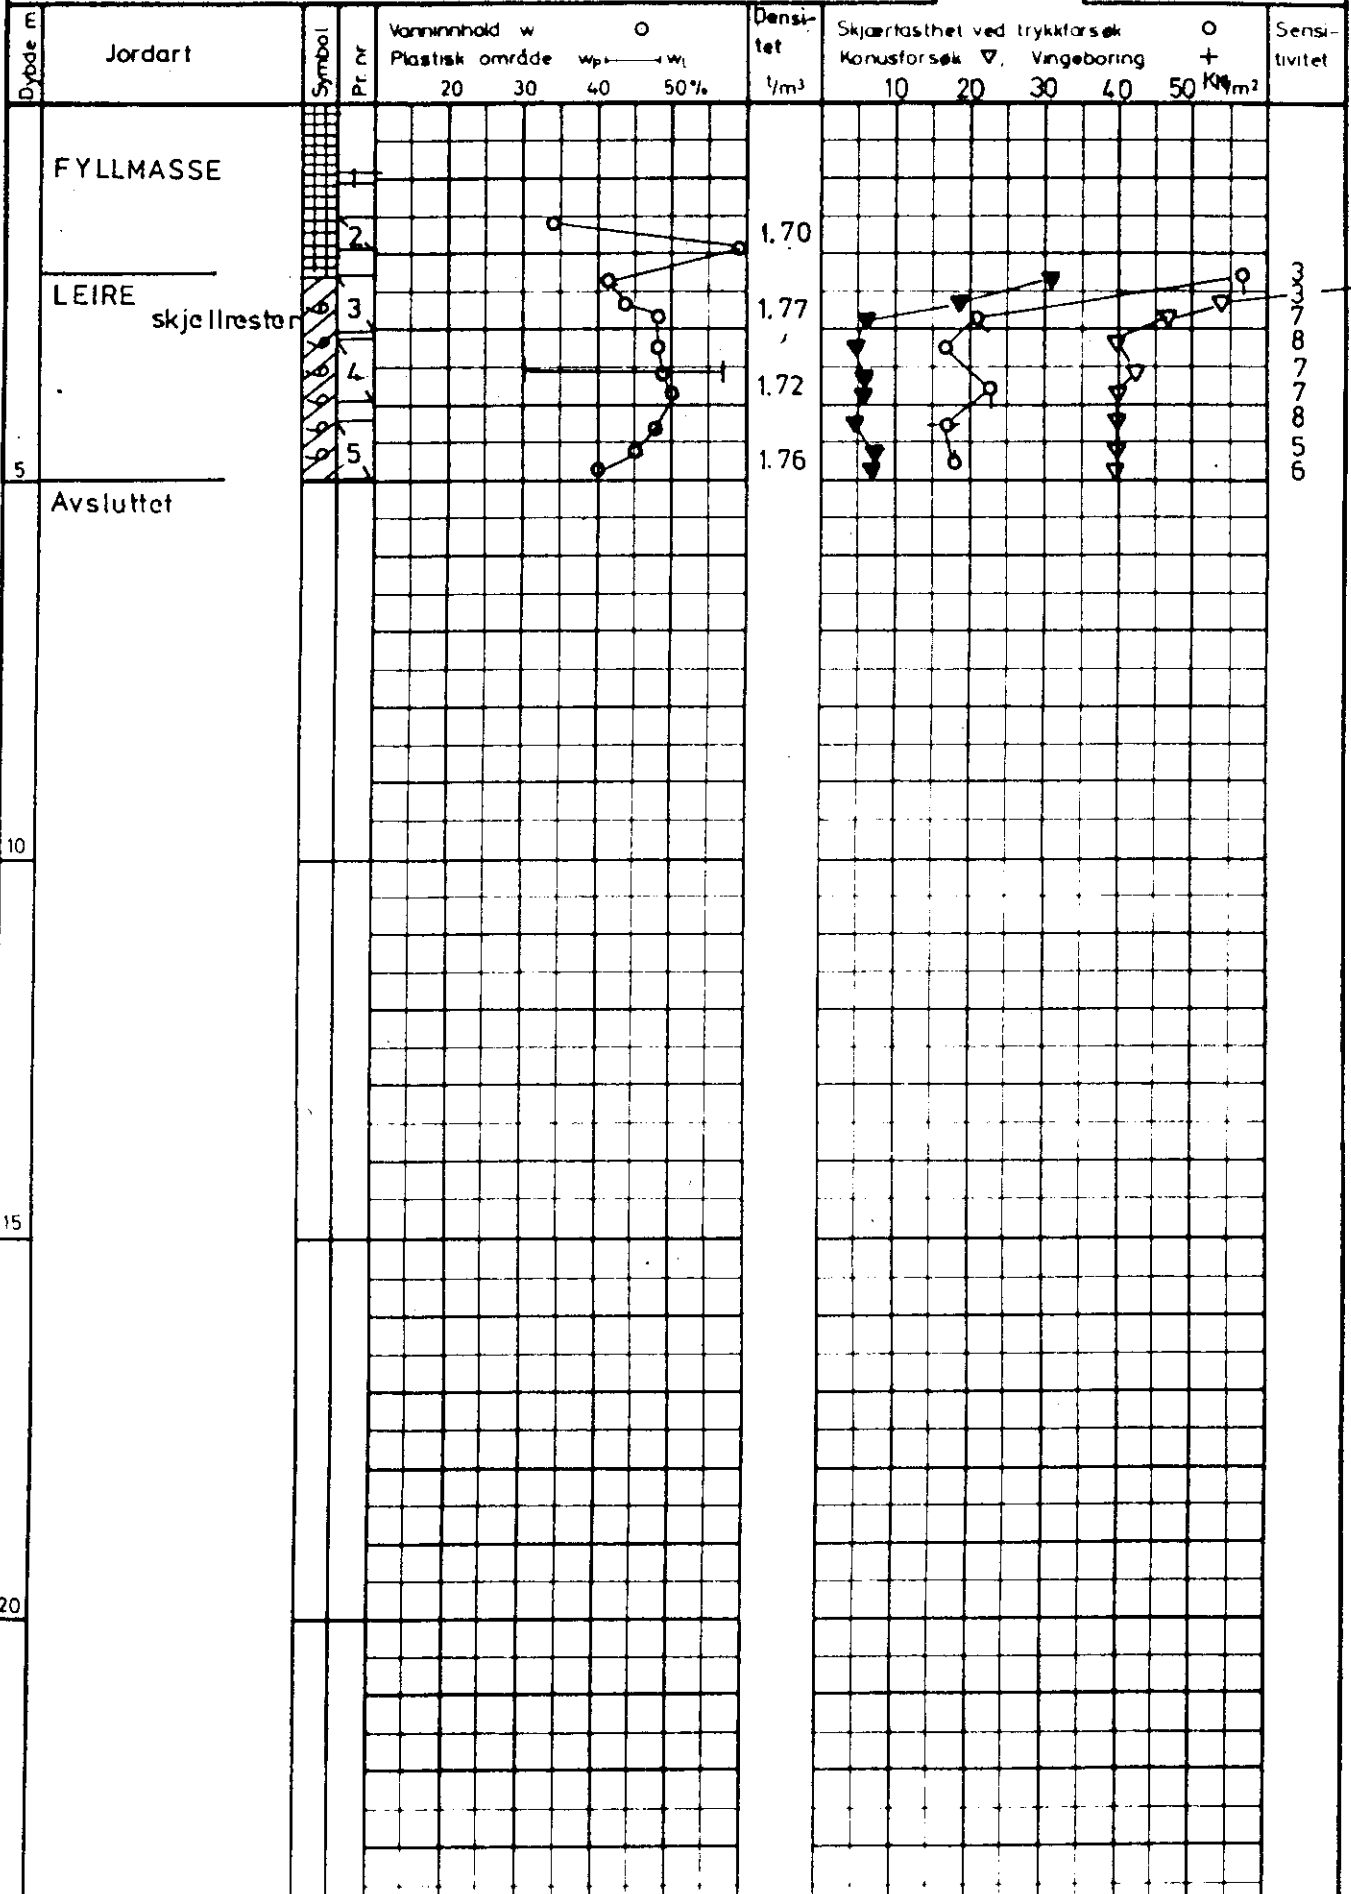 Dybde m
Jordart
Symbol
Pr. nr
Vanninnhold w
Plastisk område wp wL
20 30 40 50%
Densi-
tet
t/m³
Skjærfasthet ved trykkforsøk
Konusforsøk ▽, Vingeboring +
10 20 30 40 50 KN/m²
Sensi-
tivitet
FYLLMASSE
1
2
1.70
3
LEIRE
3
skjellrester
3
1.77
7
8
4
7
1.72
7
8
5
5
1.76
5
6
Avsluttet
10
15
20